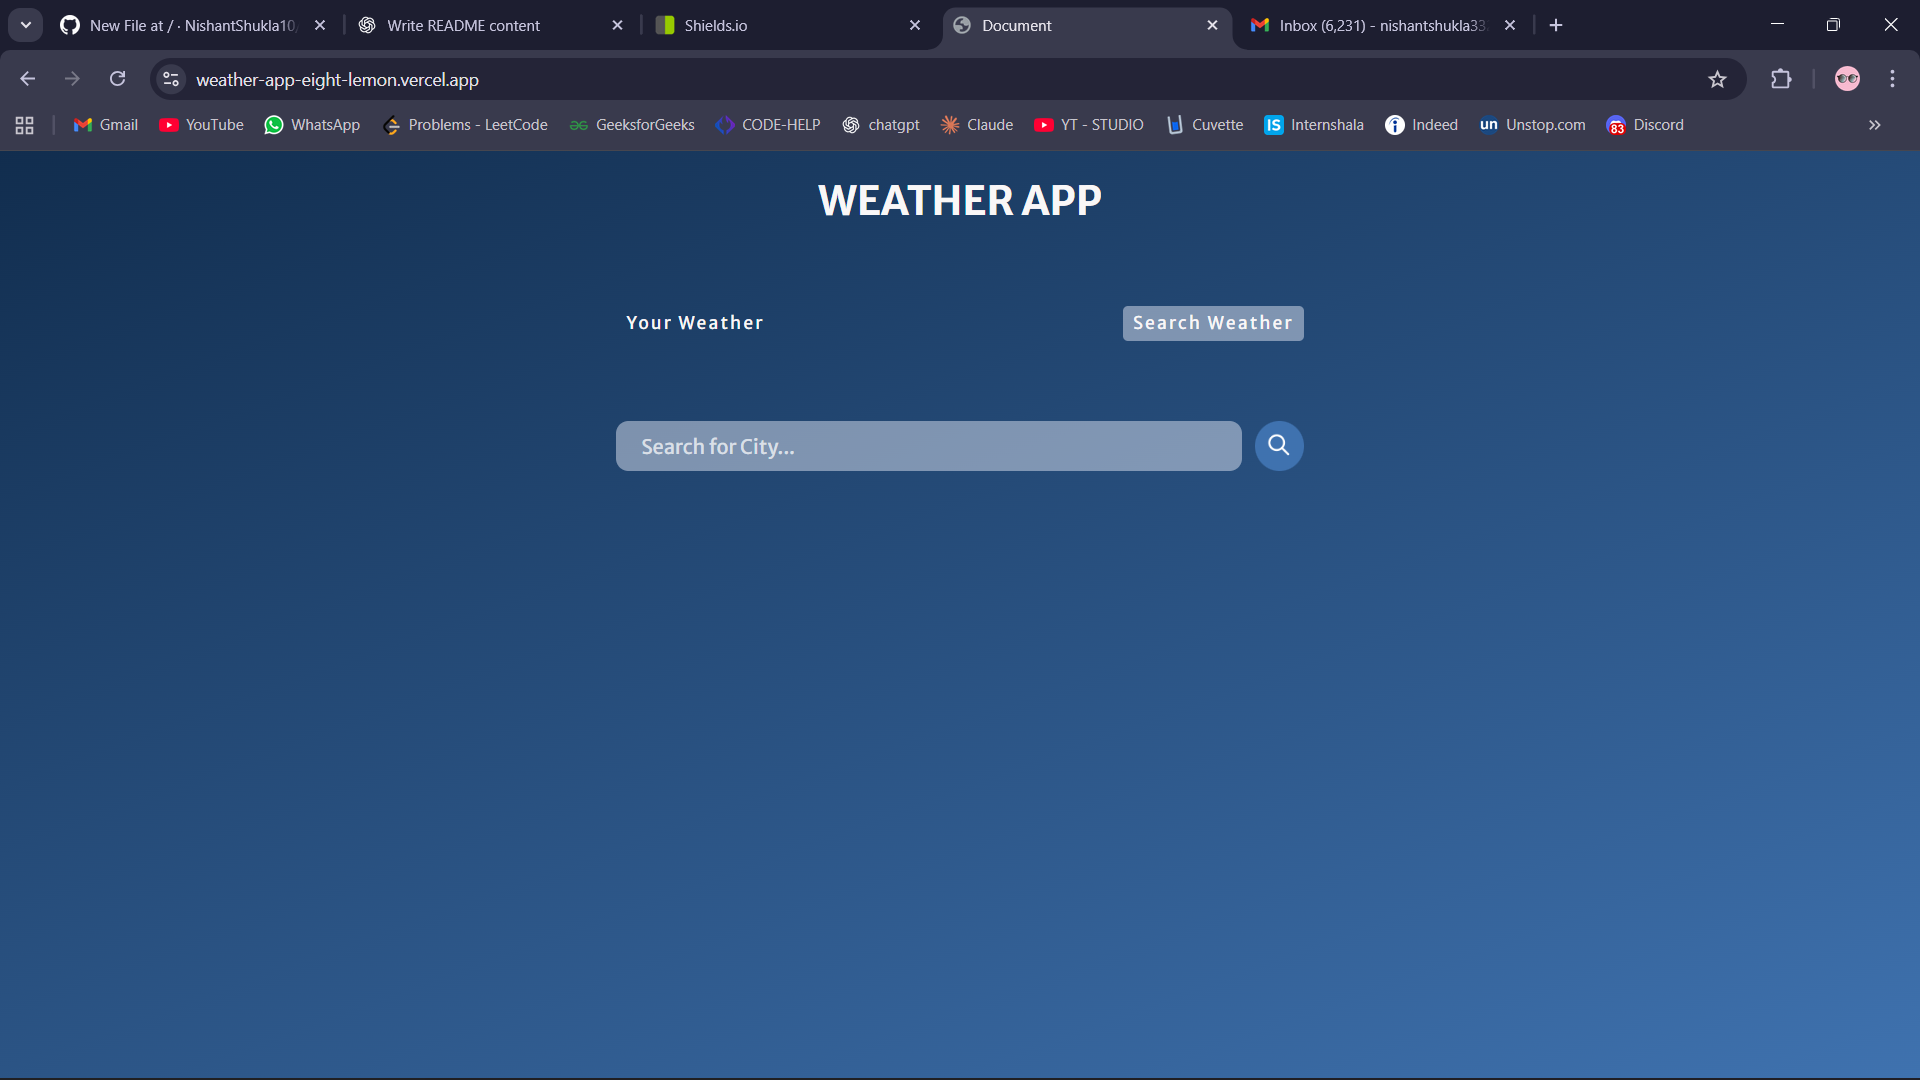 New File at / · NishantShukla10
Write README content
Shields.io
Document
Inbox (6,231) - nishantshukla33
weather-app-eight-lemon.vercel.app
Gmail
YouTube
WhatsApp
Problems - LeetCode
GeeksforGeeks
CODE-HELP
chatgpt
Claude
YT - STUDIO
Cuvette
IS Internshala
Indeed
un Unstop.com
83 Discord
WEATHER APP
Your Weather
Search Weather
Search for City...